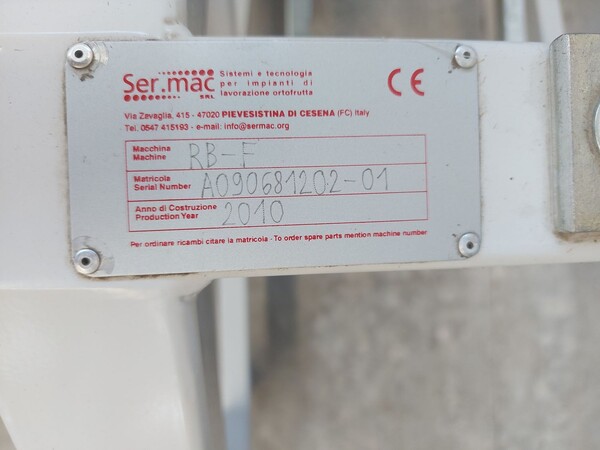 Ser.mac SRL
Sistemi e tecnologia
per impianti di
lavorazione ortofrutta
CE
Via Zavaglia, 415 - 47020 PIEVESISTINA DI CESENA (FC) Italy
Tel. 0547 415193 - e-mail: info@sermac.org
Macchina
Machine RB-F
Matricola
Serial Number A090681202-01
Anno di Costruzione
Production Year 2010
Per ordinare ricambi citare la matricola - To order spare parts mention machine number